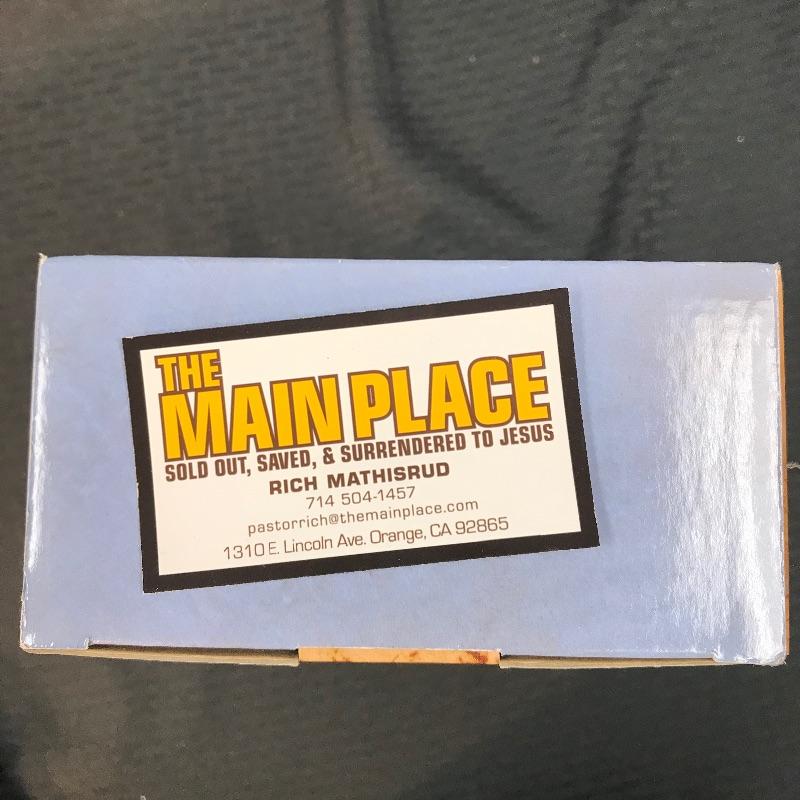 THE
MAIN PLACE
SOLD OUT, SAVED, & SURRENDERED TO JESUS
RICH MATHISRUD
714 504-1457
pastorrich@themainplace.com
1310 E. Lincoln Ave. Orange, CA 92865